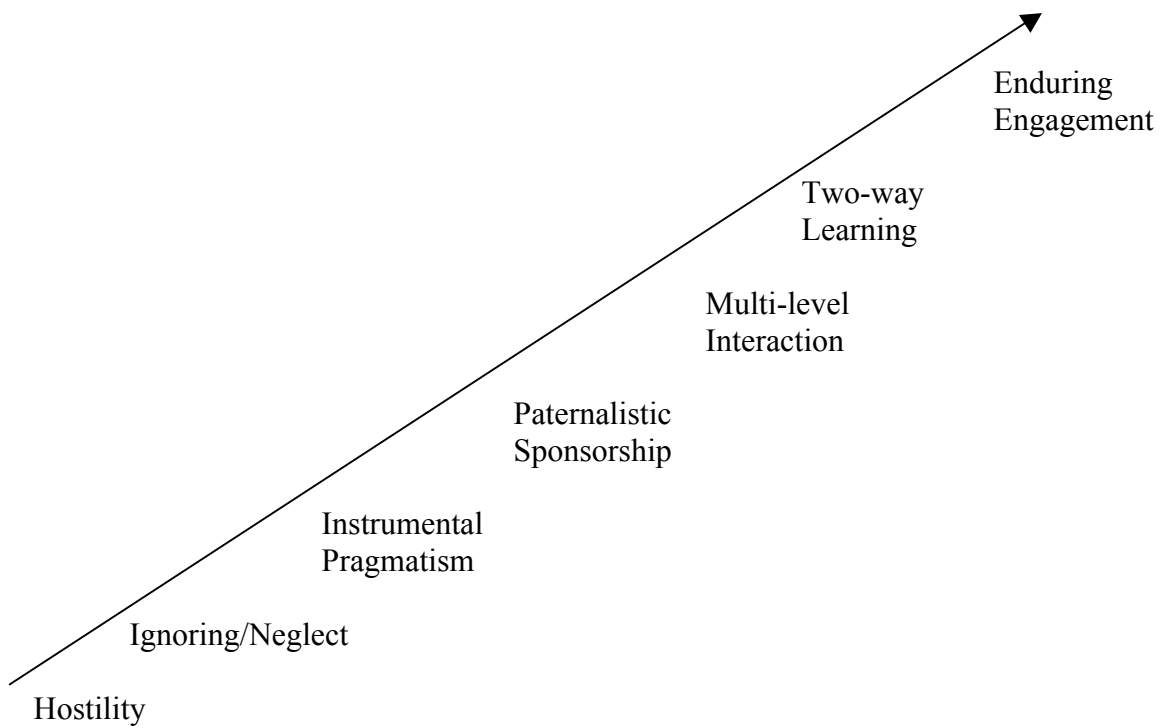 Enduring
Engagement
Two-way
Learning
Multi-level
Interaction
Paternalistic
Sponsorship
Instrumental
Pragmatism
Ignoring/Neglect
Hostility